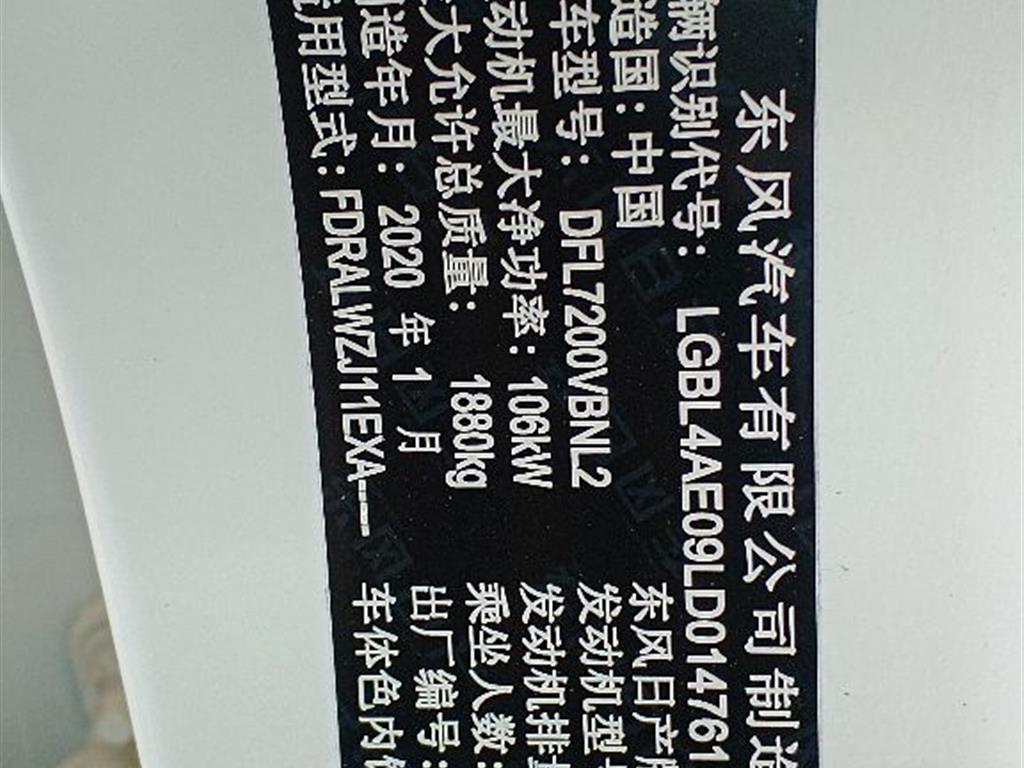 东风汽车有限公司制造
辆识别代号: LGBL4AE09LD014761
造国: 中国 东风日产牌
车型号: DFL7200VBNL2 发动机型
动机最大净功率: 106kW 发动机排
大允许总质量: 1880kg 乘坐人数:
造年月: 2020 年 1 月 出厂编号:
用型式: FDRALWZJ11EXA---- 车体色内